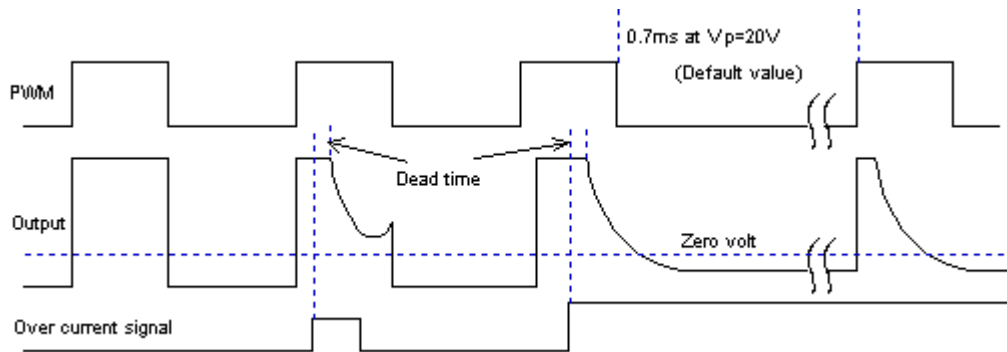 0.7ms at Vp=20V
(Default value)
PWM
Dead time
Output
Zero volt
Over current signal